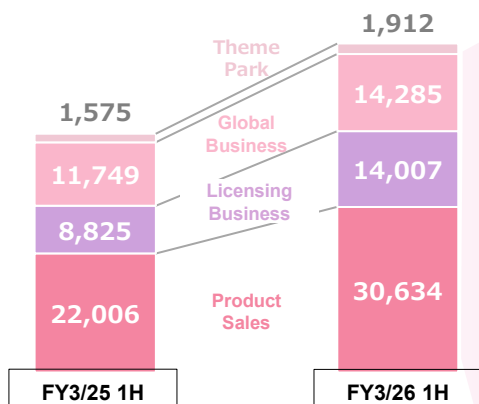 1,912
Theme
Park
14,285
1,575
Global
Business
11,749
14,007
Licensing
Business
8,825
30,634
Product
Sales
22,006
FY3/25 1H
FY3/26 1H